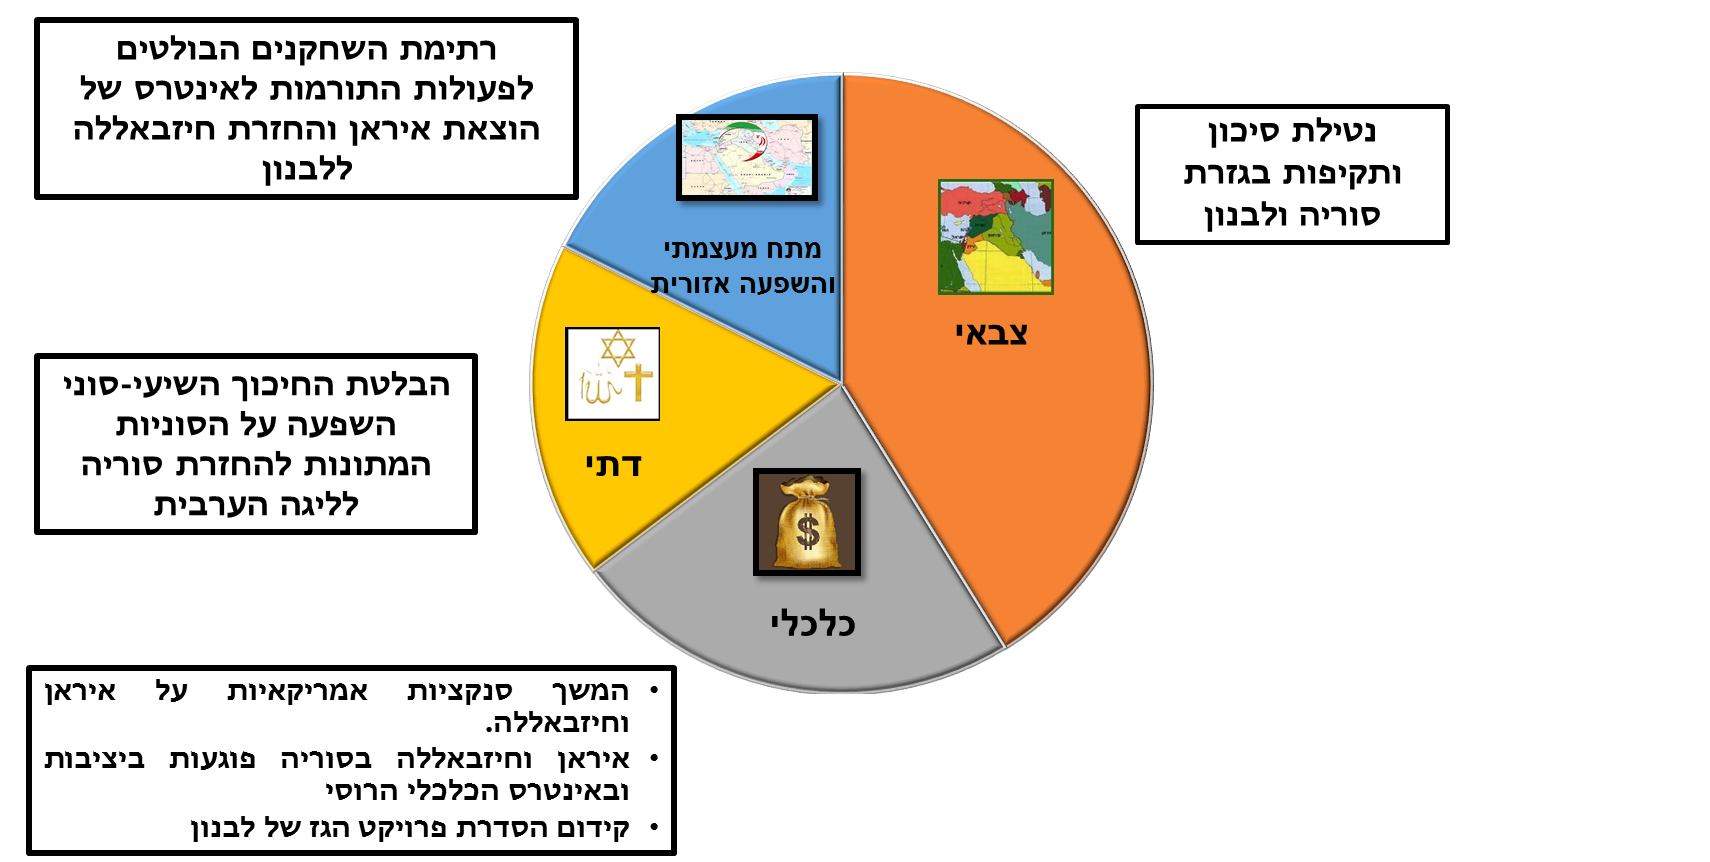 רתימת השחקנים הבולטים
לפעולות התורמות לאינטרס של
הוצאת איראן והחזרת חיזבאללה
ללבנון
נטילת סיכון
ותקיפות בגזרת
סוריה ולבנון
מתח מעצמתי
והשפעה אזורית
צבאי
הבלטת החיכוך השיעי-סוני
השפעה על הסוניות
המתונות להחזרת סוריה
לליגה הערבית
דתי
$
כלכלי
• המשך סנקציות אמריקאיות על איראן
וחיזבאללה.
• איראן וחיזבאללה בסוריה פוגעות ביציבות
ובאינטרס הכלכלי הרוסי
• קידום הסדרת פרויקט הגז של לבנון